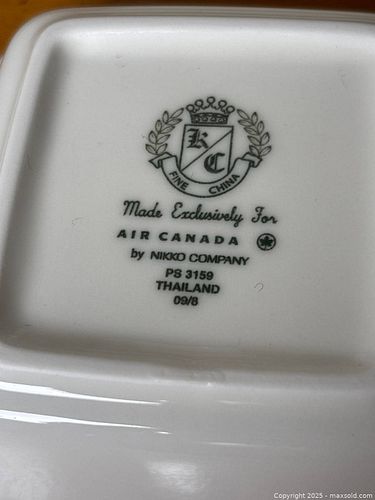 K
C
FINE CHINA
Made Exclusively For
AIR CANADA
by NIKKO COMPANY
PS 3159
THAILAND
09/8
Copyright 2025 - maxsold.com